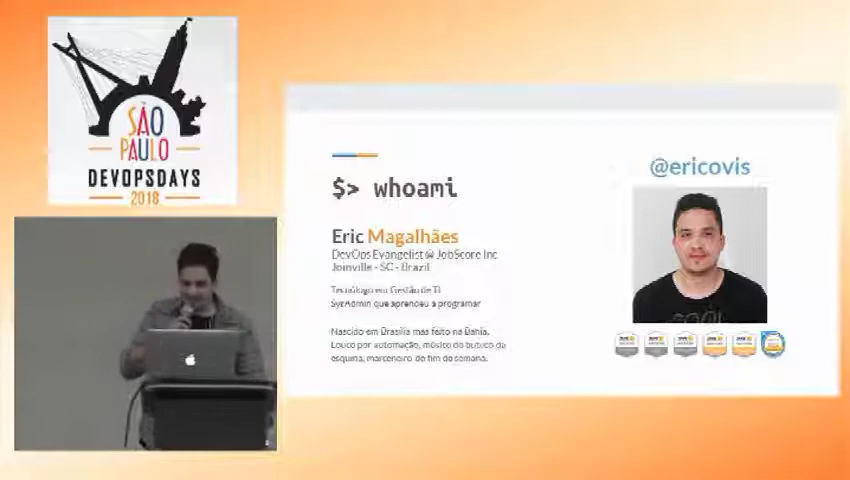 SÃO
PAULO
DEVOPSDAYS
2018
$> whoami
Eric Magalhães
DevOps Evangelist @ JobScore Inc
Joinville - SC - Brazil
Tecnólogo em Gestão de TI
SysAdmin que aprendeu a programar
Nascido em Brasília mas feito na Bahia.
Louco por automação, músico do buteco da
esquina, marceneiro de fim de semana.
@ericovis